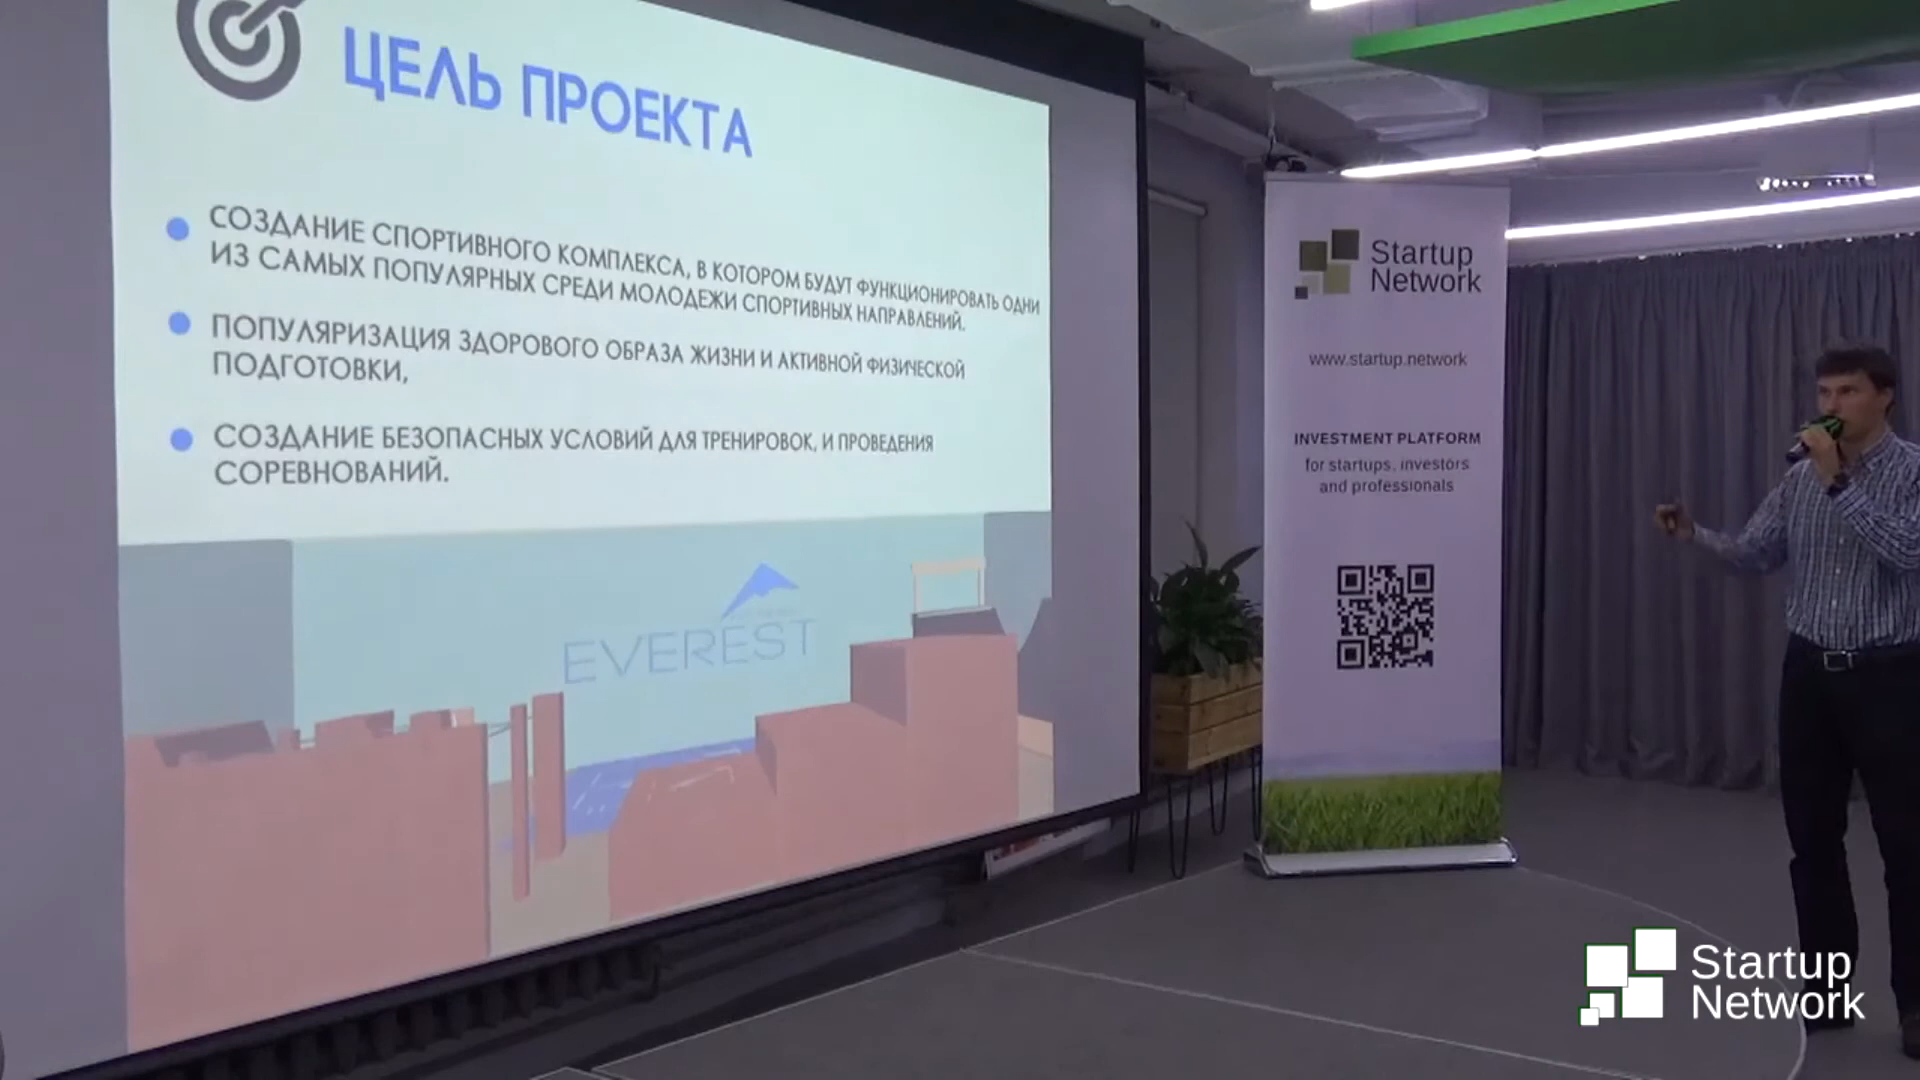 ЦЕЛЬ ПРОЕКТА
СОЗДАНИЕ СПОРТИВНОГО КОМПЛЕКСА, В КОТОРОМ БУДУТ ФУНКЦИОНИРОВАТЬ ОДНИ
ИЗ САМЫХ ПОПУЛЯРНЫХ СРЕДИ МОЛОДЕЖИ СПОРТИВНЫХ НАПРАВЛЕНИЙ.
ПОПУЛЯРИЗАЦИЯ ЗДОРОВОГО ОБРАЗА ЖИЗНИ И АКТИВНОЙ ФИЗИЧЕСКОЙ
ПОДГОТОВКИ,
СОЗДАНИЕ БЕЗОПАСНЫХ УСЛОВИЙ ДЛЯ ТРЕНИРОВОК, И ПРОВЕДЕНИЯ
СОРЕВНОВАНИЙ.
EVEREST
Startup
Network
www.startup.network
INVESTMENT PLATFORM
for startups, investors
and professionals
Startup
Network